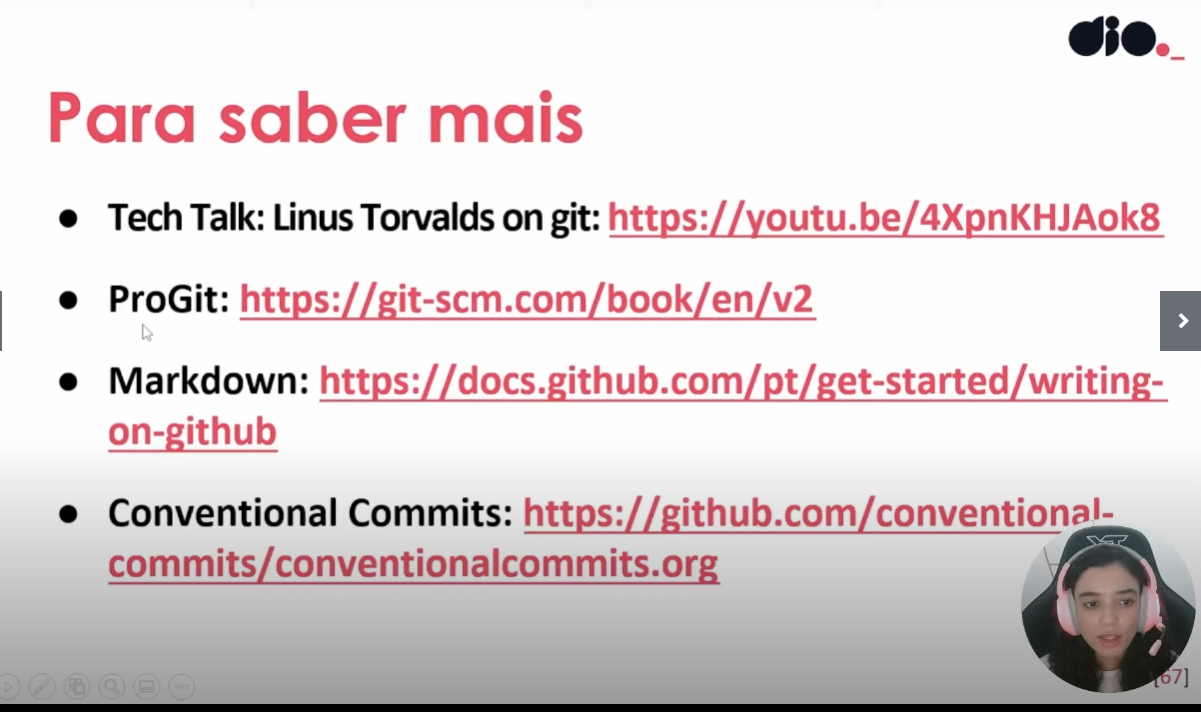 dio._
Para saber mais
● Tech Talk: Linus Torvalds on git: https://youtu.be/4XpnKHJAok8
● ProGit: https://git-scm.com/book/en/v2
● Markdown: https://docs.github.com/pt/get-started/writing-
on-github
● Conventional Commits: https://github.com/conventional-
commits/conventionalcommits.org
[67]